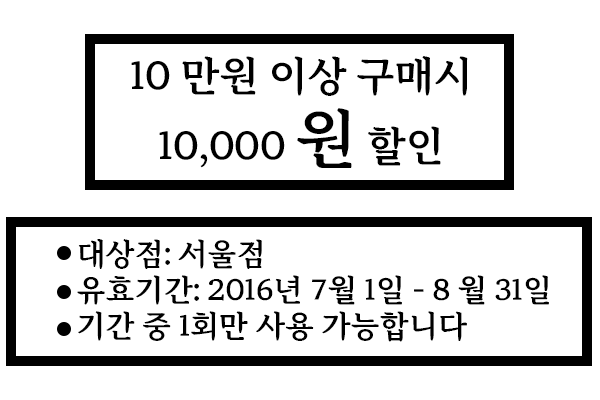 10 만원 이상 구매시
10,000 원 할인
●대상점: 서울점
●유효기간: 2016년 7월 1일 - 8 월 31일
●기간 중 1회만 사용 가능합니다